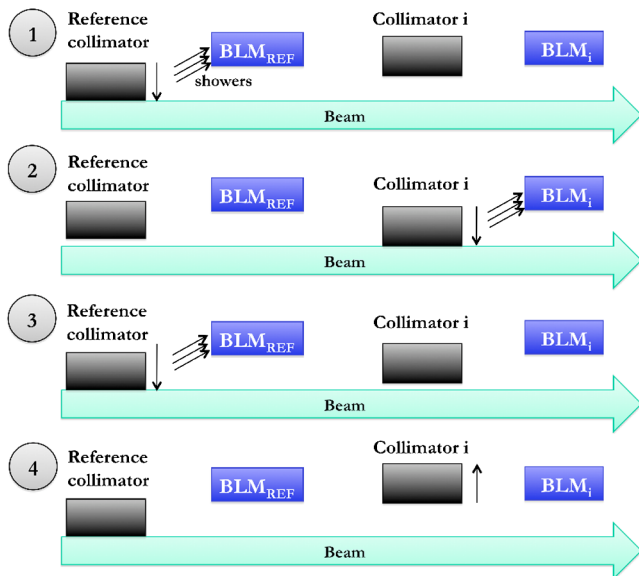 1
Reference
collimator
BLM_REF
showers
Collimator i
BLM_i
Beam
2
Reference
collimator
BLM_REF
Collimator i
BLM_i
Beam
3
Reference
collimator
BLM_REF
Collimator i
BLM_i
Beam
4
Reference
collimator
BLM_REF
Collimator i
BLM_i
Beam